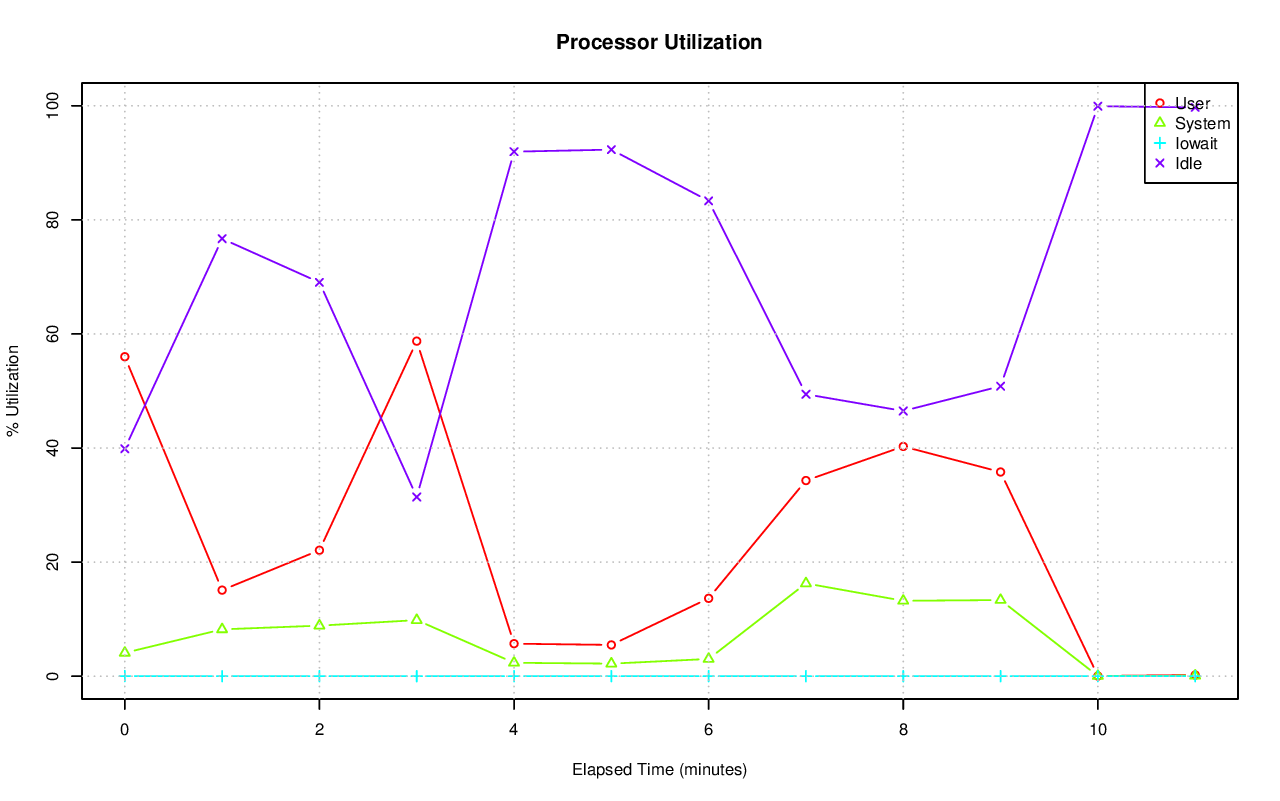 Processor Utilization
100
80
60
40
20
0
% Utilization
User
System
Iowait
Idle
0 2 4 6 8 10
Elapsed Time (minutes)